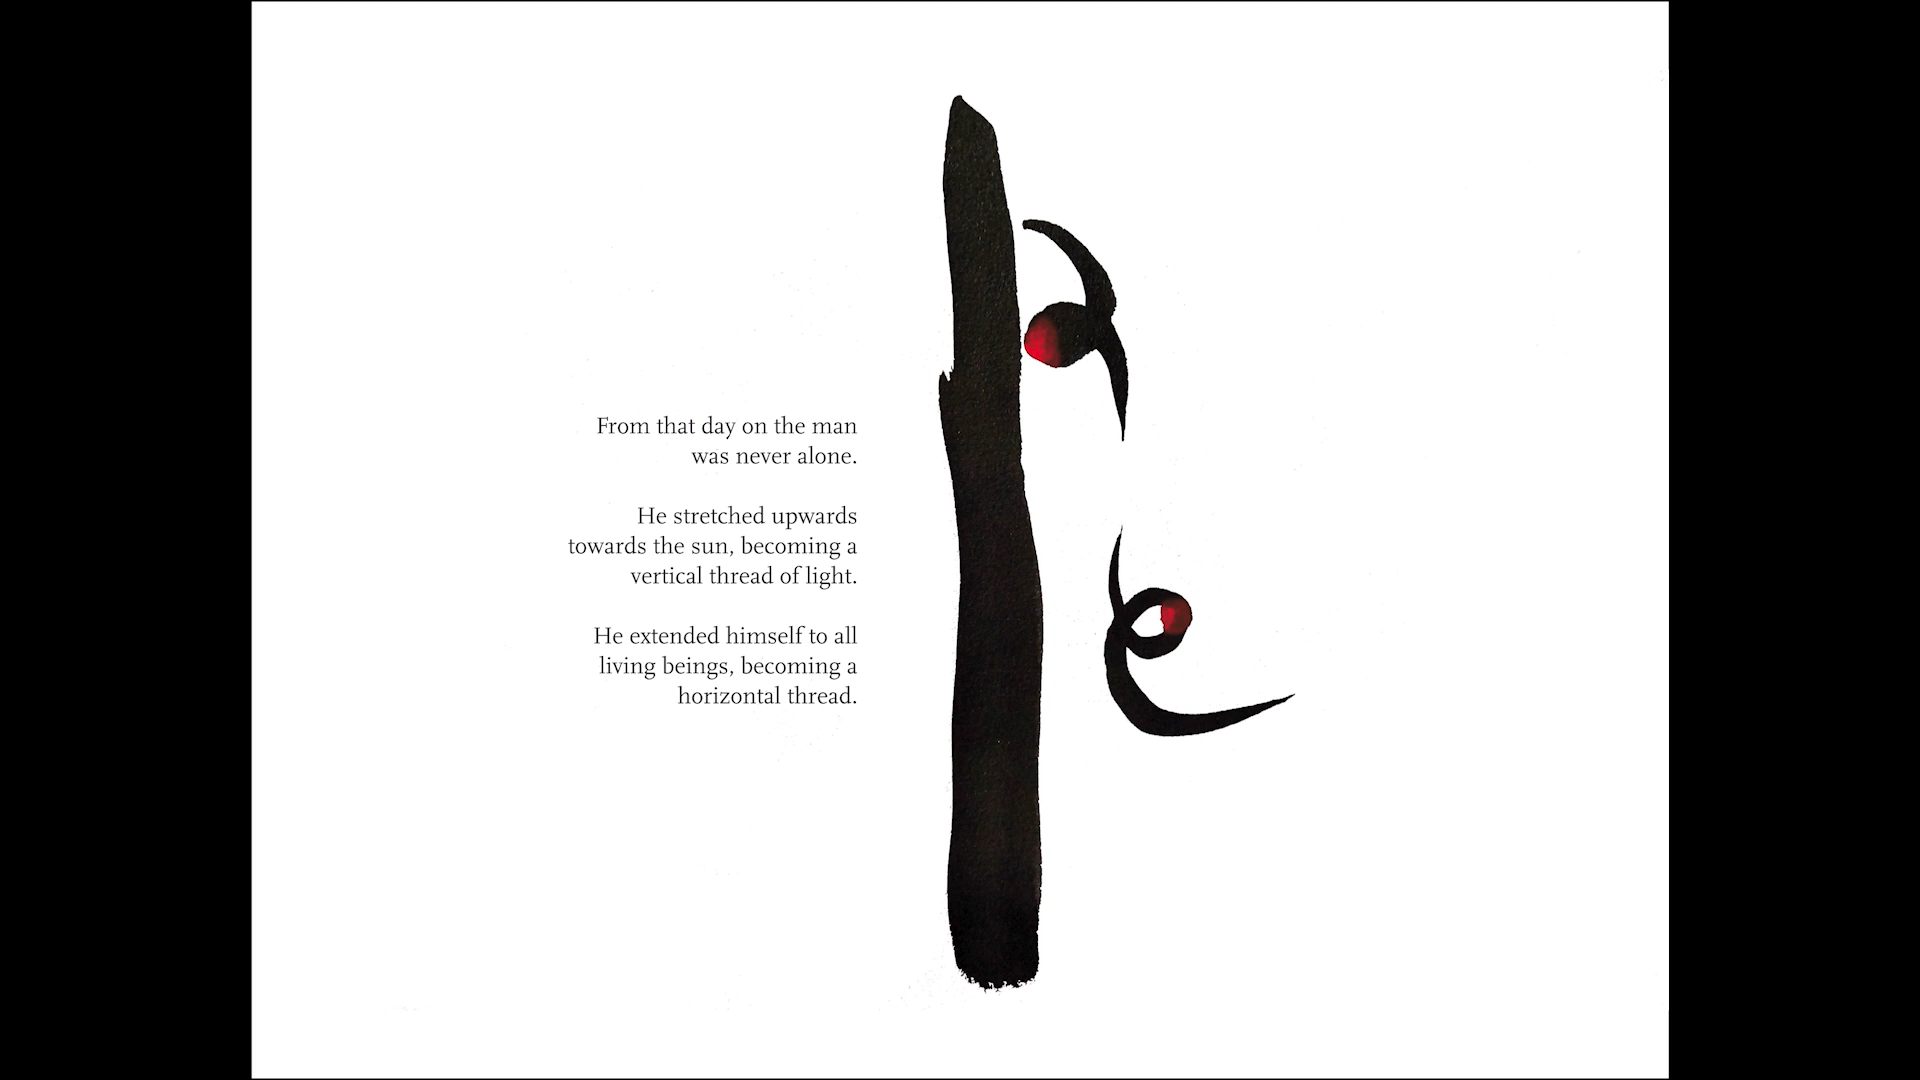 From that day on the man
was never alone.
He stretched upwards
towards the sun, becoming a
vertical thread of light.
He extended himself to all
living beings, becoming a
horizontal thread.